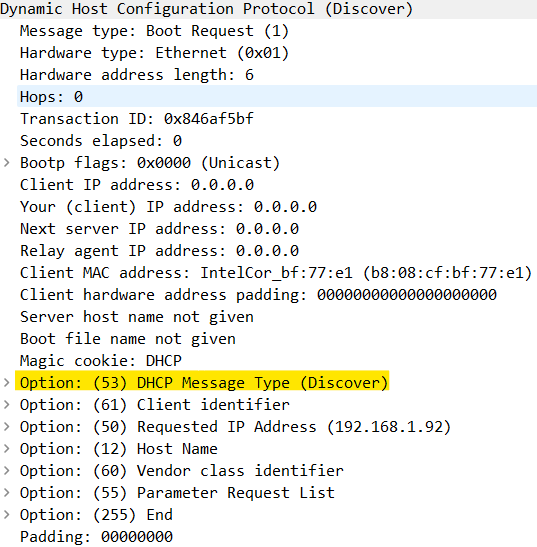 Dynamic Host Configuration Protocol (Discover)
Message type: Boot Request (1)
Hardware type: Ethernet (0x01)
Hardware address length: 6
Hops: 0
Transaction ID: 0x846af5bf
Seconds elapsed: 0
Bootp flags: 0x0000 (Unicast)
Client IP address: 0.0.0.0
Your (client) IP address: 0.0.0.0
Next server IP address: 0.0.0.0
Relay agent IP address: 0.0.0.0
Client MAC address: IntelCor_bf:77:e1 (b8:08:cf:bf:77:e1)
Client hardware address padding: 00000000000000000000
Server host name not given
Boot file name not given
Magic cookie: DHCP
Option: (53) DHCP Message Type (Discover)
Option: (61) Client identifier
Option: (50) Requested IP Address (192.168.1.92)
Option: (12) Host Name
Option: (60) Vendor class identifier
Option: (55) Parameter Request List
Option: (255) End
Padding: 00000000